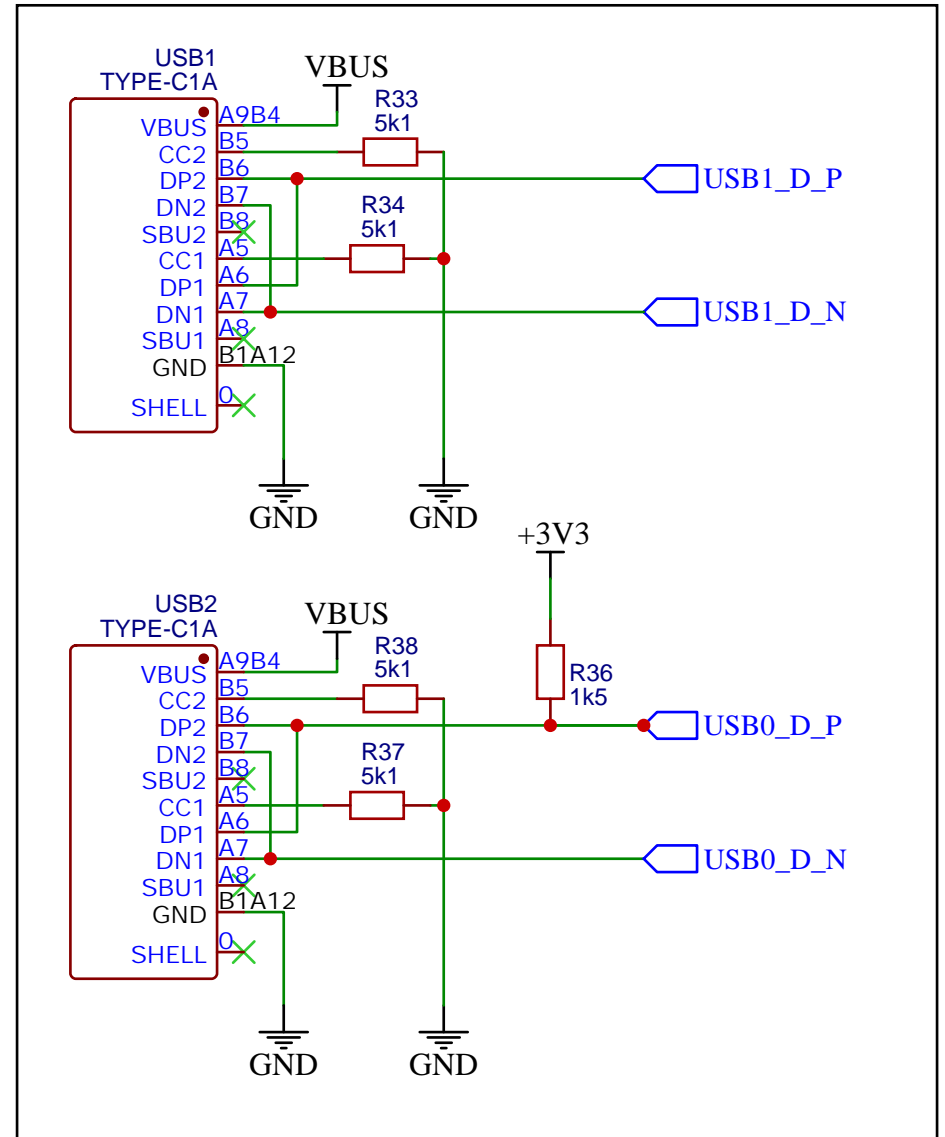 USB1
TYPE-C1A
VBUS
R33
5k1
VBUS A9B4
CC2 B5
DP2 B6
USB1_D_P
DN2 B7
R34
5k1
SBU2 B8
CC1 A5
DP1 A6
DN1 A7
USB1_D_N
SBU1 A8
GND B1A12
SHELL 0
GND GND
+3V3
USB2
TYPE-C1A
VBUS
R38
5k1
R36
1k5
VBUS A9B4
CC2 B5
DP2 B6
USB0_D_P
DN2 B7
R37
5k1
SBU2 B8
CC1 A5
DP1 A6
DN1 A7
USB0_D_N
SBU1 A8
GND B1A12
SHELL 0
GND GND